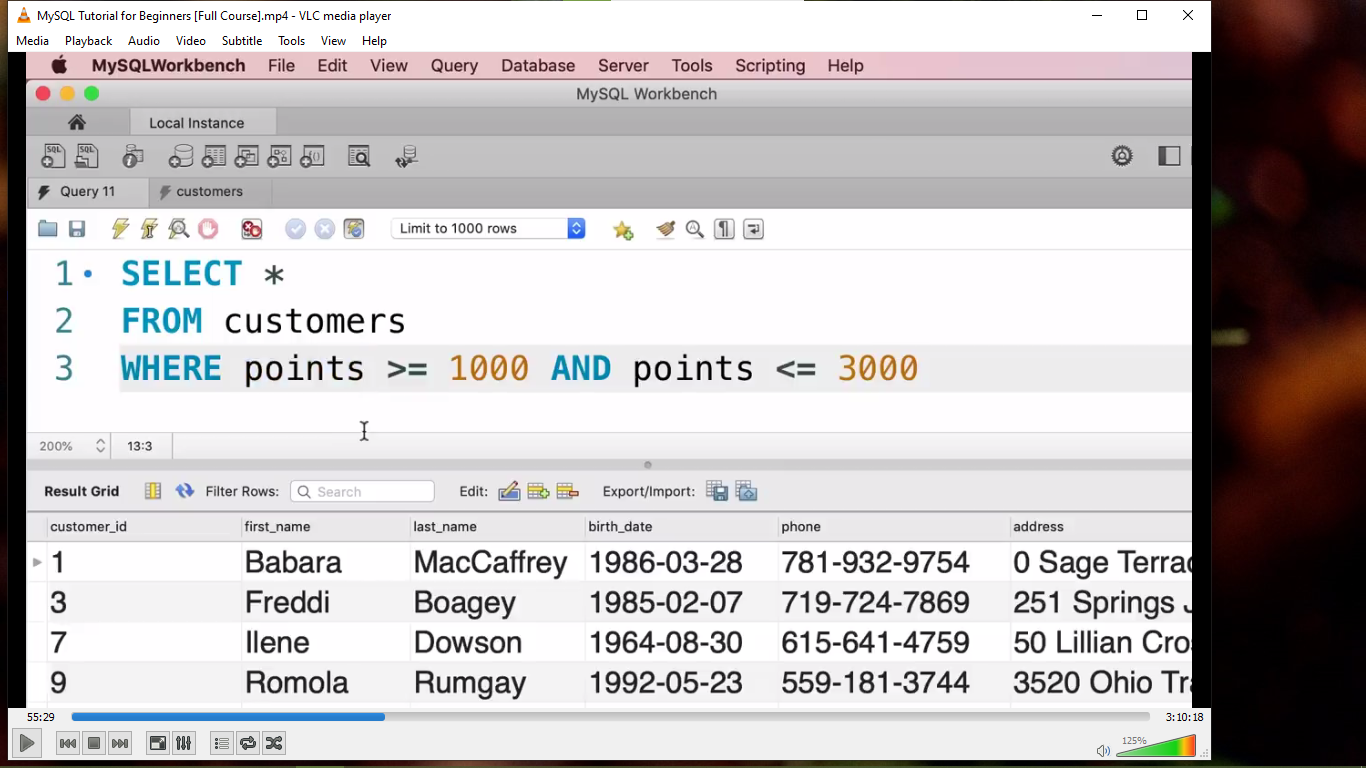 MySQL Tutorial for Beginners [Full Course].mp4 - VLC media player
Media Playback Audio Video Subtitle Tools View Help
MySQLWorkbench File Edit View Query Database Server Tools Scripting Help
MySQL Workbench
Local Instance
SQL SQL
Query 11 customers
Limit to 1000 rows
1 SELECT *
2 FROM customers
3 WHERE points >= 1000 AND points <= 3000
200% 13:3
Result Grid Filter Rows: Search Edit: Export/Import:
customer_id first_name last_name birth_date phone address
1 Babara MacCaffrey 1986-03-28 781-932-9754 0 Sage Terrac
3 Freddi Boagey 1985-02-07 719-724-7869 251 Springs
7 Ilene Dowson 1964-08-30 615-641-4759 50 Lillian Cro
9 Romola Rumgay 1992-05-23 559-181-3744 3520 Ohio Tra
55:29 3:10:18
125%